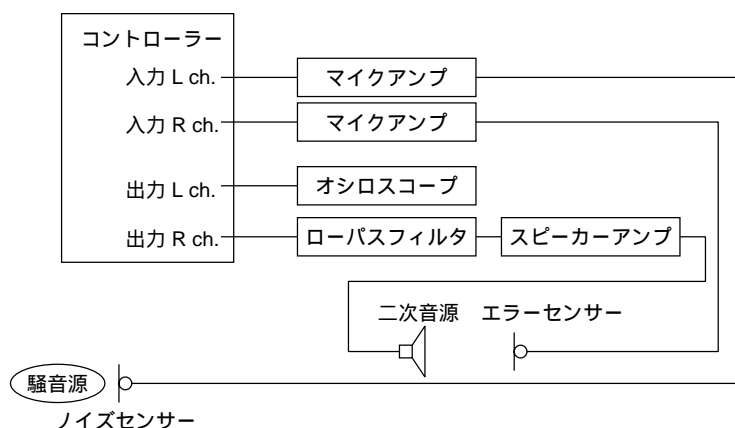 コントローラー
入力 L ch.
マイクアンプ
入力 R ch.
マイクアンプ
出力 L ch.
オシロスコープ
出力 R ch.
ローパスフィルタ
スピーカーアンプ
二次音源
エラーセンサー
騒音源
ノイズセンサー